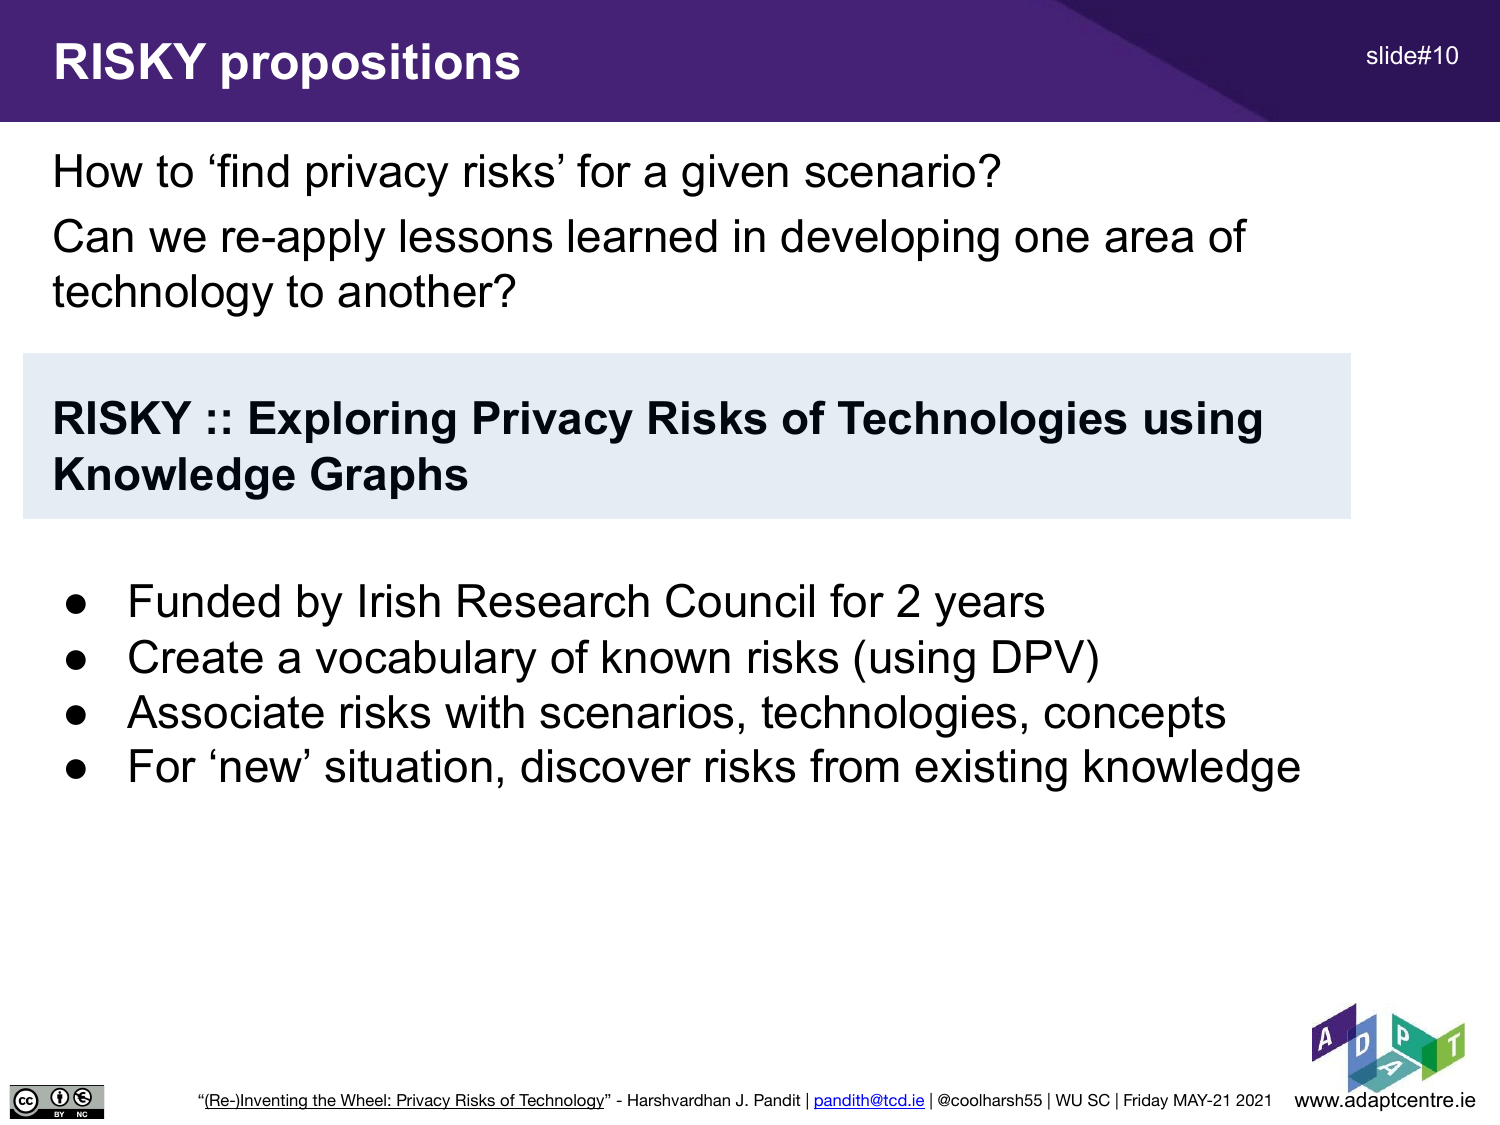 RISKY propositions
slide#10
How to ‘find privacy risks’ for a given scenario?
Can we re-apply lessons learned in developing one area of
technology to another?
RISKY :: Exploring Privacy Risks of Technologies using
Knowledge Graphs
● Funded by Irish Research Council for 2 years
● Create a vocabulary of known risks (using DPV)
● Associate risks with scenarios, technologies, concepts
● For ‘new’ situation, discover risks from existing knowledge
ADAPT
cc BY NC
“(Re-)Inventing the Wheel: Privacy Risks of Technology” - Harshvardhan J. Pandit | pandith@tcd.ie | @coolharsh55 | WU SC | Friday MAY-21 2021
www.adaptcentre.ie